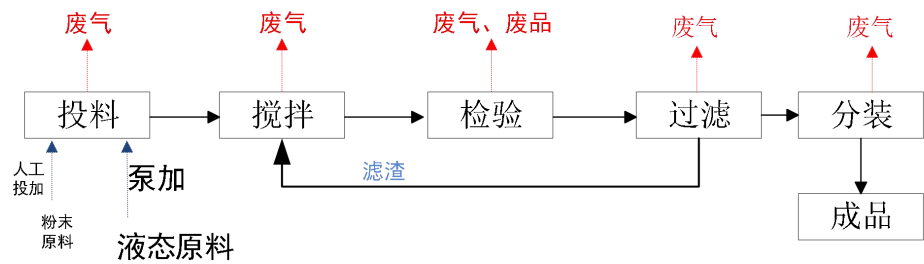 废气
废气
废气、废品
废气
废气
投料
搅拌
检验
过滤
分装
人工
投加
泵加
滤渣
粉末
原料
液态原料
成品